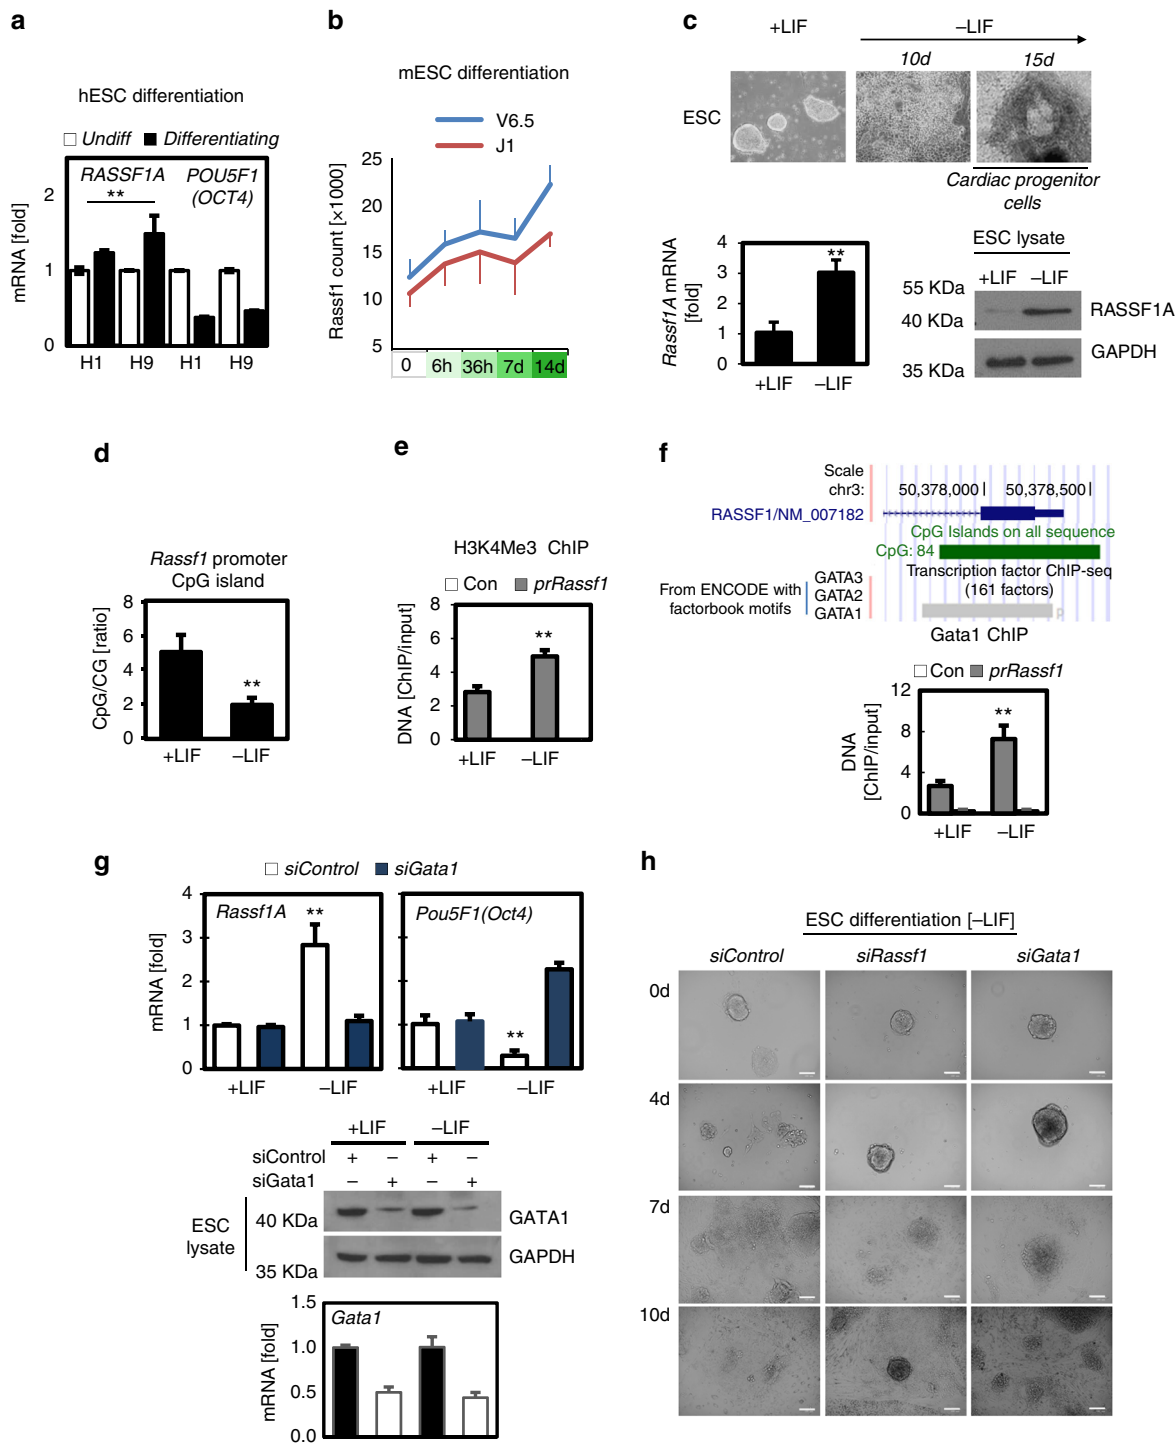 a
hESC differentiation
Undiff Differentiating
RASSF1A POU5F1
** (OCT4)
mRNA [fold]
2
1
0
H1 H9 H1 H9
b
mESC differentiation
V6.5
J1
Rassf1 count [×1000]
25
20
15
10
5
0 6h 36h 7d 14d
c
+LIF –LIF
10d 15d
ESC
Cardiac progenitor
cells
Rassf1A mRNA
[fold]
4
3
2
1
0
**
+LIF –LIF
ESC lysate
+LIF –LIF
55 KDa
40 KDa
35 KDa
RASSF1A
GAPDH
d
Rassf1 promoter
CpG island
CpG/CG [ratio]
8
6
4
2
0
**
+LIF –LIF
e
H3K4Me3 ChIP
Con prRassf1
DNA [ChIP/input]
8
6
4
2
0
**
+LIF –LIF
f
Scale
chr3: 50,378,000 50,378,500
RASSF1/NM_007182
CpG Islands on all sequence
CpG: 84
Transcription factor ChIP-seq
(161 factors)
From ENCODE with
factorbook motifs
GATA3
GATA2
GATA1
Gata1 ChIP
Con prRassf1
DNA
[ChIP/input]
12
8
4
0
**
+LIF –LIF
g
siControl siGata1
mRNA [fold]
4
3
2
1
0
Rassf1A
**
+LIF –LIF
Pou5F1(Oct4)
**
+LIF –LIF
+LIF –LIF
siControl + – + –
siGata1 – + – +
ESC
lysate
40 KDa
35 KDa
GATA1
GAPDH
mRNA [fold]
1.5
1.0
0.5
0.0
Gata1
h
ESC differentiation [–LIF]
siControl siRassf1 siGata1
0d
4d
7d
10d